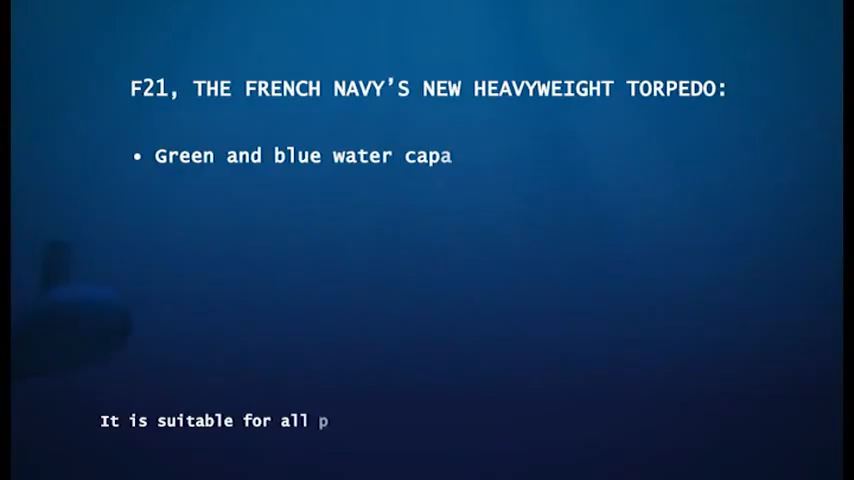 F21, THE FRENCH NAVY'S NEW HEAVYWEIGHT TORPEDO:
• Green and blue water capa
It is suitable for all p